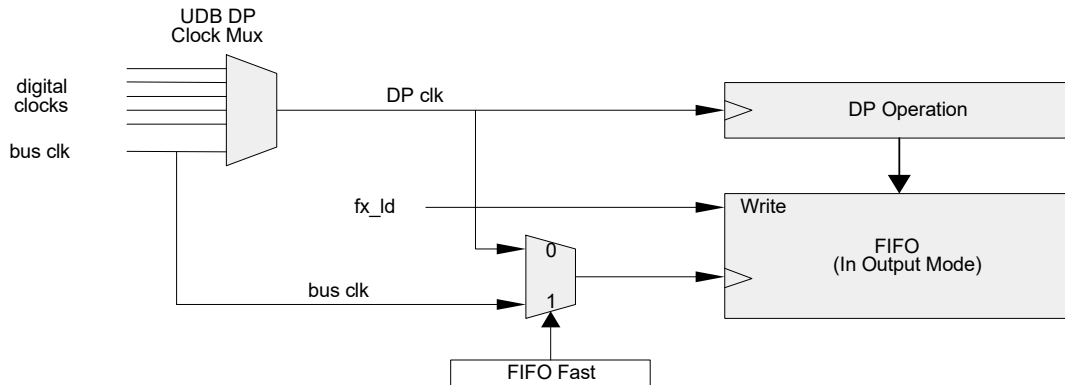 UDB DP
Clock Mux
digital
clocks
bus clk
DP clk
DP Operation
fx_ld
Write
FIFO
(In Output Mode)
0
1
bus clk
FIFO Fast